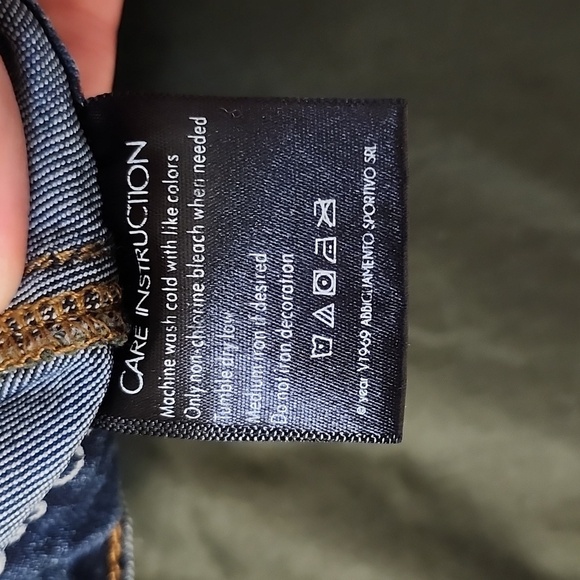 CARE INSTRUCTION
Machine wash cold with like colors
Only non-chlorine bleach when needed
Tumble dry low
Medium iron if desired
Do not iron decoration
©year V1969 ABBIGLIAMENTO SPORTIVO SRL